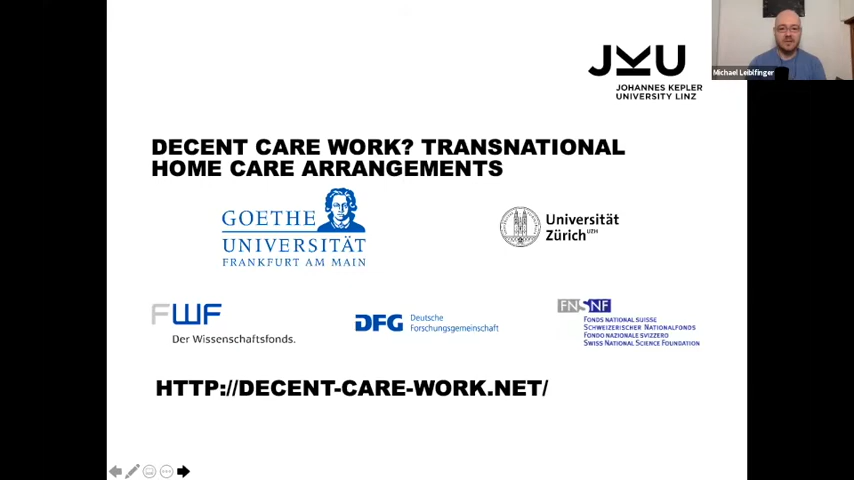 JKU
JOHANNES KEPLER
UNIVERSITY LINZ
Michael Leiblfinger
DECENT CARE WORK? TRANSNATIONAL
HOME CARE ARRANGEMENTS
GOETHE
UNIVERSITÄT
FRANKFURT AM MAIN
Universität
Zürich UZH
FWF
Der Wissenschaftsfonds.
DFG
Deutsche
Forschungsgemeinschaft
FNSNF
FONDS NATIONAL SUISSE
SCHWEIZERISCHER NATIONALFONDS
FONDO NAZIONALE SVIZZERO
SWISS NATIONAL SCIENCE FOUNDATION
HTTP://DECENT-CARE-WORK.NET/